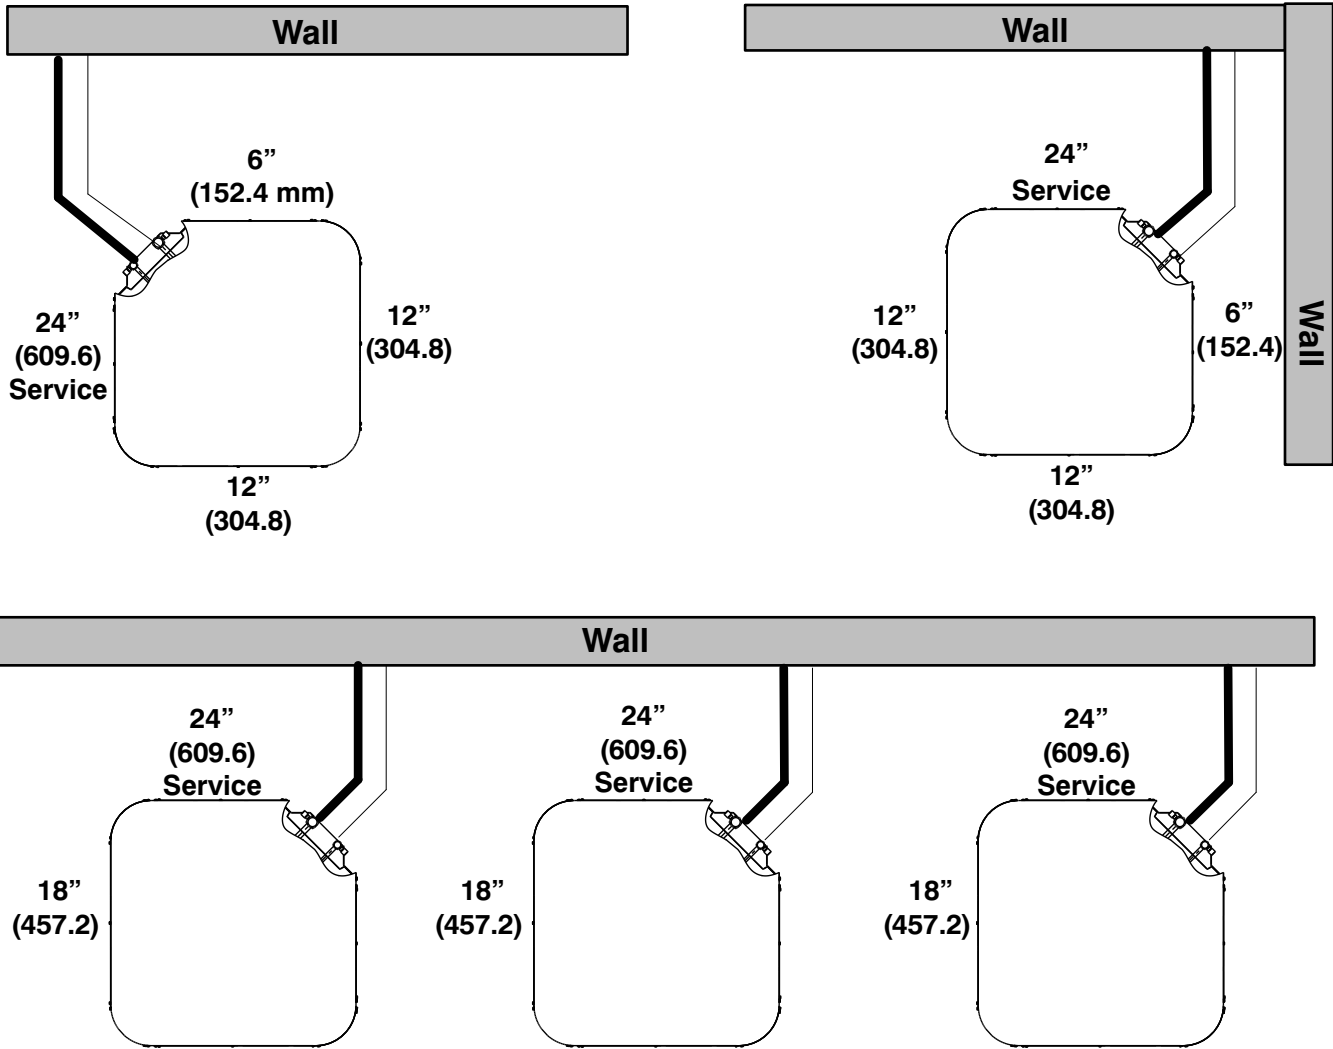 Wall
6”
(152.4 mm)
24”
(609.6)
Service
12”
(304.8)
12”
(304.8)
Wall
24”
Service
12”
(304.8)
6”
(152.4)
Wall
12”
(304.8)
Wall
24”
(609.6)
Service
18”
(457.2)
24”
(609.6)
Service
18”
(457.2)
24”
(609.6)
Service
18”
(457.2)